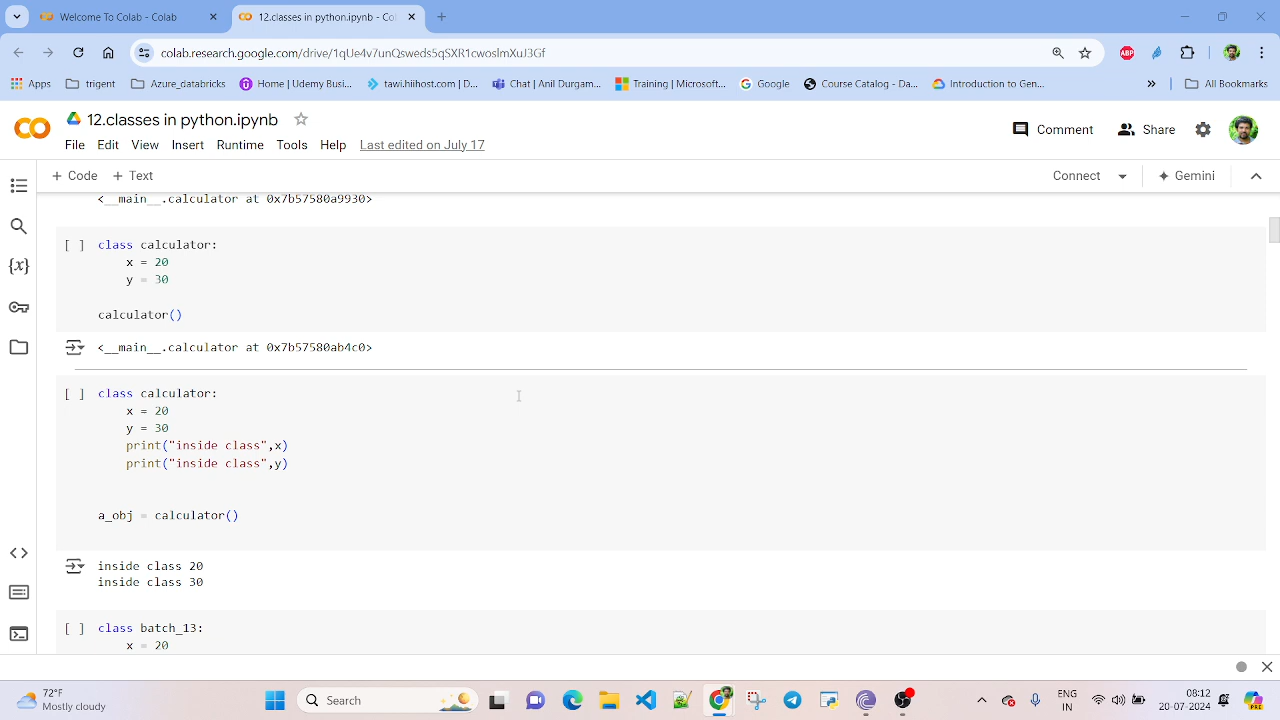 Welcome To Colab - Colab
12.classes in python.ipynb - Co
colab.research.google.com/drive/1qUe4v7unQsweds5qSXR1cwoslmXuJ3Gf
ABP
Apps trigent Azure_databricks Home | Udemy Busi... tawi.hiihost.com | D... Chat | Anil Durgam... Training | Microsoft... Google Course Catalog - Da... Introduction to Gen... » All Bookmarks
12.classes in python.ipynb
Comment Share
File Edit View Insert Runtime Tools Help Last edited on July 17
+ Code + Text Connect Gemini
<__main__.calculator at 0x7b57580a9930>
[ ] class calculator:
x = 20
y = 30
calculator()
<__main__.calculator at 0x7b57580ab4c0>
[ ] class calculator:
x = 20
y = 30
print("inside class",x)
print("inside class",y)
a_obj = calculator()
inside class 20
inside class 30
[ ] class batch_13:
x = 20
{x}
72°F
Mostly cloudy
Search
ENG
IN
08:12
20-07-2024